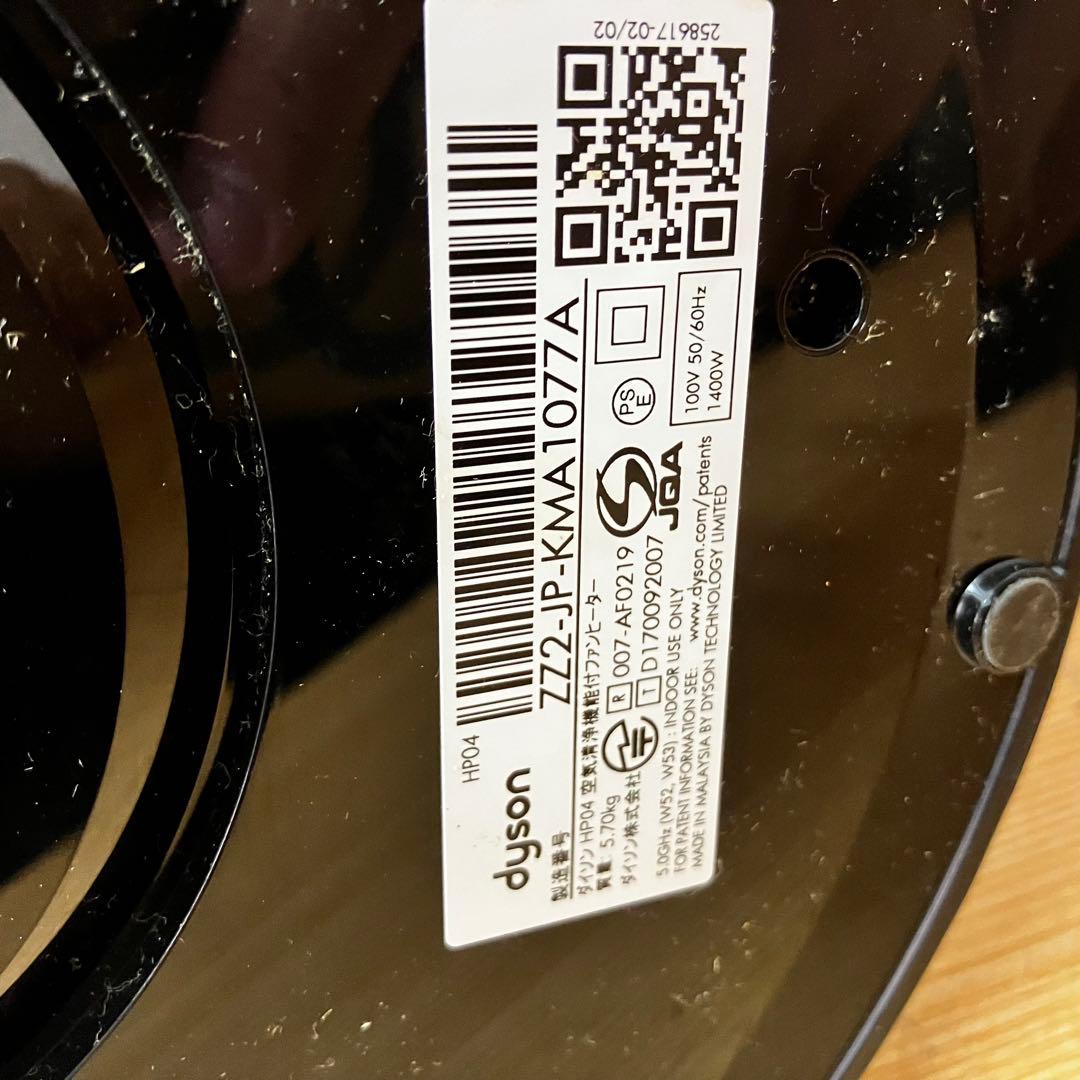 258617-02/02
HP04
dyson
製造番号 ZZ2-JP-KMA1077A
ダイソン HP04 空気清浄機能付ファンヒーター
質量: 5.70kg
ダイソン株式会社
R 007-AF0219
T D170092007
JQA
PS E
100V 50/60Hz
1400W
5.0GHz (W52, W53) : INDOOR USE ONLY
FOR PATENT INFORMATION SEE: www.dyson.com/patents
MADE IN MALAYSIA BY DYSON TECHNOLOGY LIMITED